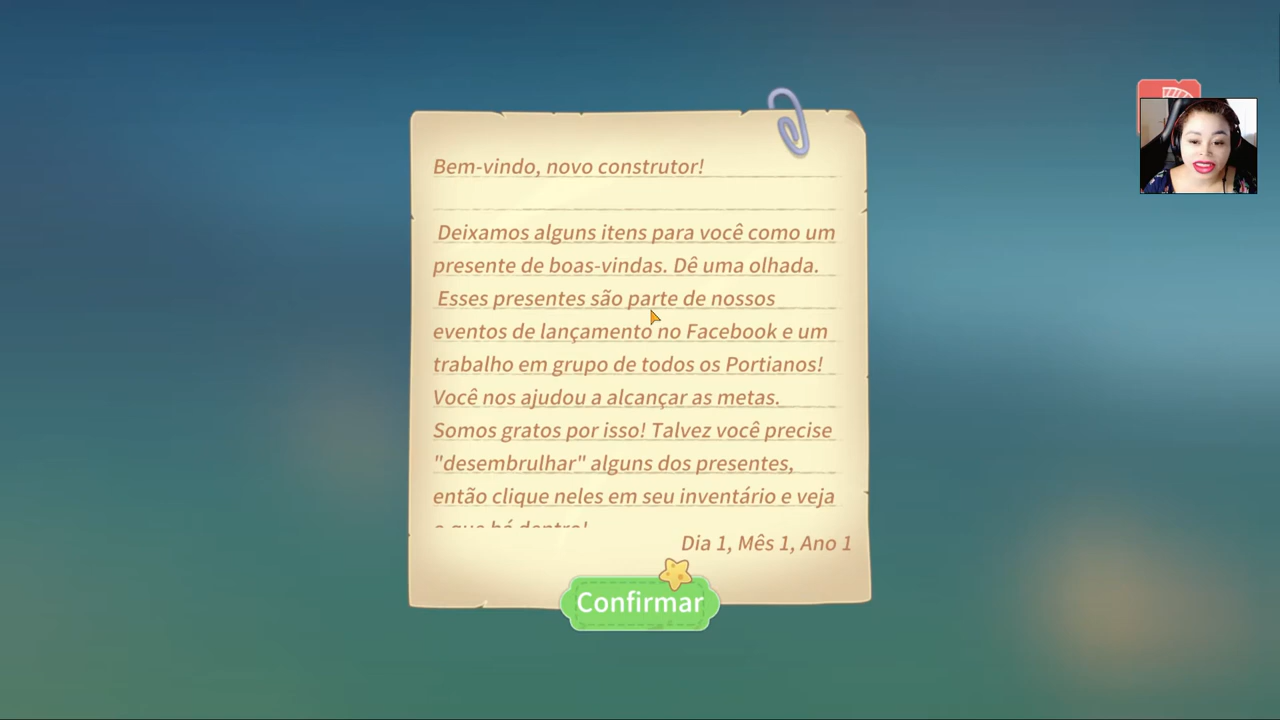 Bem-vindo, novo construtor!
Deixamos alguns itens para você como um
presente de boas-vindas. Dê uma olhada.
Esses presentes são parte de nossos
eventos de lançamento no Facebook e um
trabalho em grupo de todos os Portianos!
Você nos ajudou a alcançar as metas.
Somos gratos por isso! Talvez você precise
"desembrulhar" alguns dos presentes,
então clique neles em seu inventário e veja
o que há dentro!
Dia 1, Mês 1, Ano 1
Confirmar